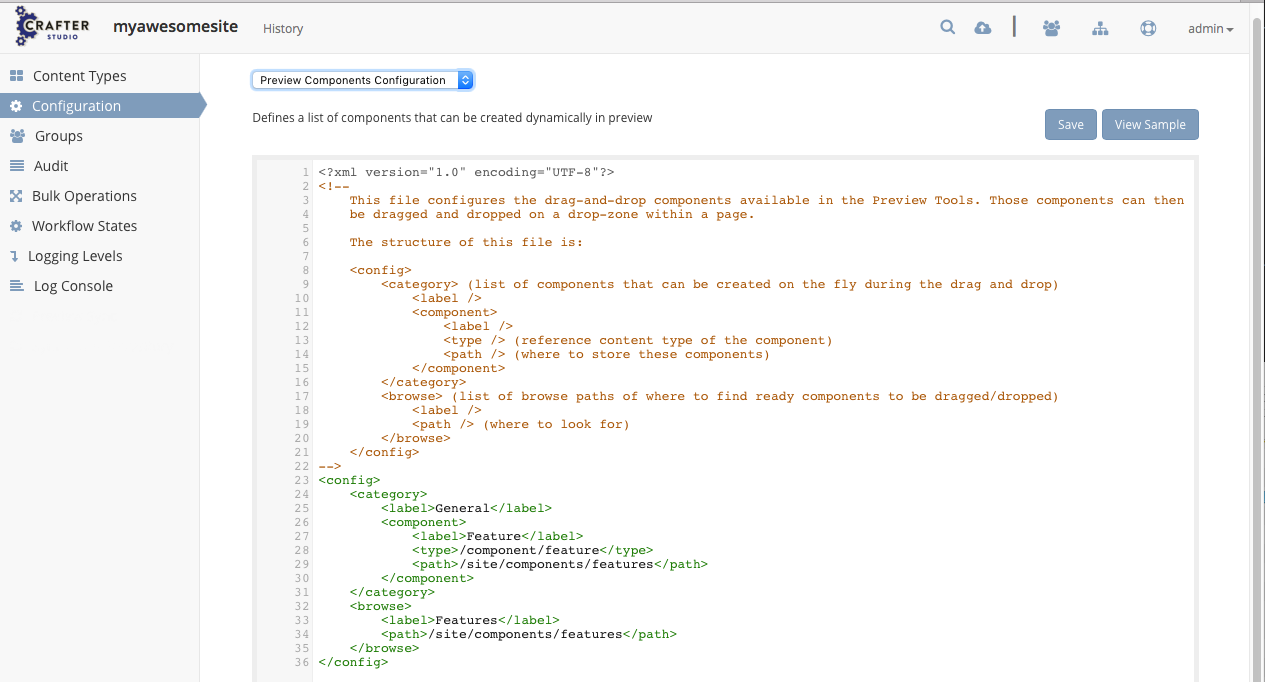 CRAFTER
STUDIO
myawesomesite
History
admin
Content Types
Configuration
Groups
Audit
Bulk Operations
Workflow States
Logging Levels
Log Console
Preview Components Configuration
Defines a list of components that can be created dynamically in preview
Save
View Sample
1 <?xml version="1.0" encoding="UTF-8"?>
2 <!--
3     This file configures the drag-and-drop components available in the Preview Tools. Those components can then
4     be dragged and dropped on a drop-zone within a page.
5
6     The structure of this file is:
7
8     <config>
9         <category> (list of components that can be created on the fly during the drag and drop)
10             <label />
11             <component>
12                 <label />
13                 <type /> (reference content type of the component)
14                 <path /> (where to store these components)
15             </component>
16         </category>
17         <browse> (list of browse paths of where to find ready components to be dragged/dropped)
18             <label />
19             <path /> (where to look for)
20         </browse>
21     </config>
22 -->
23 <config>
24     <category>
25         <label>General</label>
26         <component>
27             <label>Feature</label>
28             <type>/component/feature</type>
29             <path>/site/components/features</path>
30         </component>
31     </category>
32     <browse>
33         <label>Features</label>
34         <path>/site/components/features</path>
35     </browse>
36 </config>